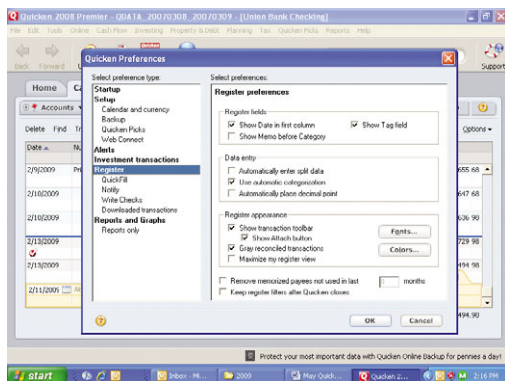 Quicken 2008 Premier - QDATA_20070308_20070309 - [Union Bank Checking]
File Edit Tools Online Cash Flow Investing Property & Debt Planning Tax Quicken Picks Reports Help
Back Forward
Support
Quicken Preferences
Home
Accounts
Delete Find
Options
Date
2/9/2009
2/10/2009
2/10/2009
2/13/2009
2/13/2009
2/11/2009
Select preference type:
Startup
Setup
Calendar and currency
Backup
Quicken Picks
Web Connect
Alerts
Investment transactions
Register
QuickFill
Notify
Write Checks
Downloaded transactions
Reports and Graphs
Reports only
Select preferences:
Register preferences
Register fields
Show Date in first column
Show Tag field
Show Memo before Category
Data entry
Automatically enter split data
Use automatic categorization
Automatically place decimal point
Register appearance
Show transaction toolbar
Show Attach button
Gray reconciled transactions
Maximize my register view
Fonts...
Colors...
Remove memorized payees not used in last 0 months
Keep register filters after Quicken closes
OK Cancel
655 68
647 68
636 98
729 98
494 98
494.90
Protect your most important data with Quicken Online Backup for pennies a day!
start
Inbox - Mi...
2009
May Quick...
Quicken 2...
2:16 PM